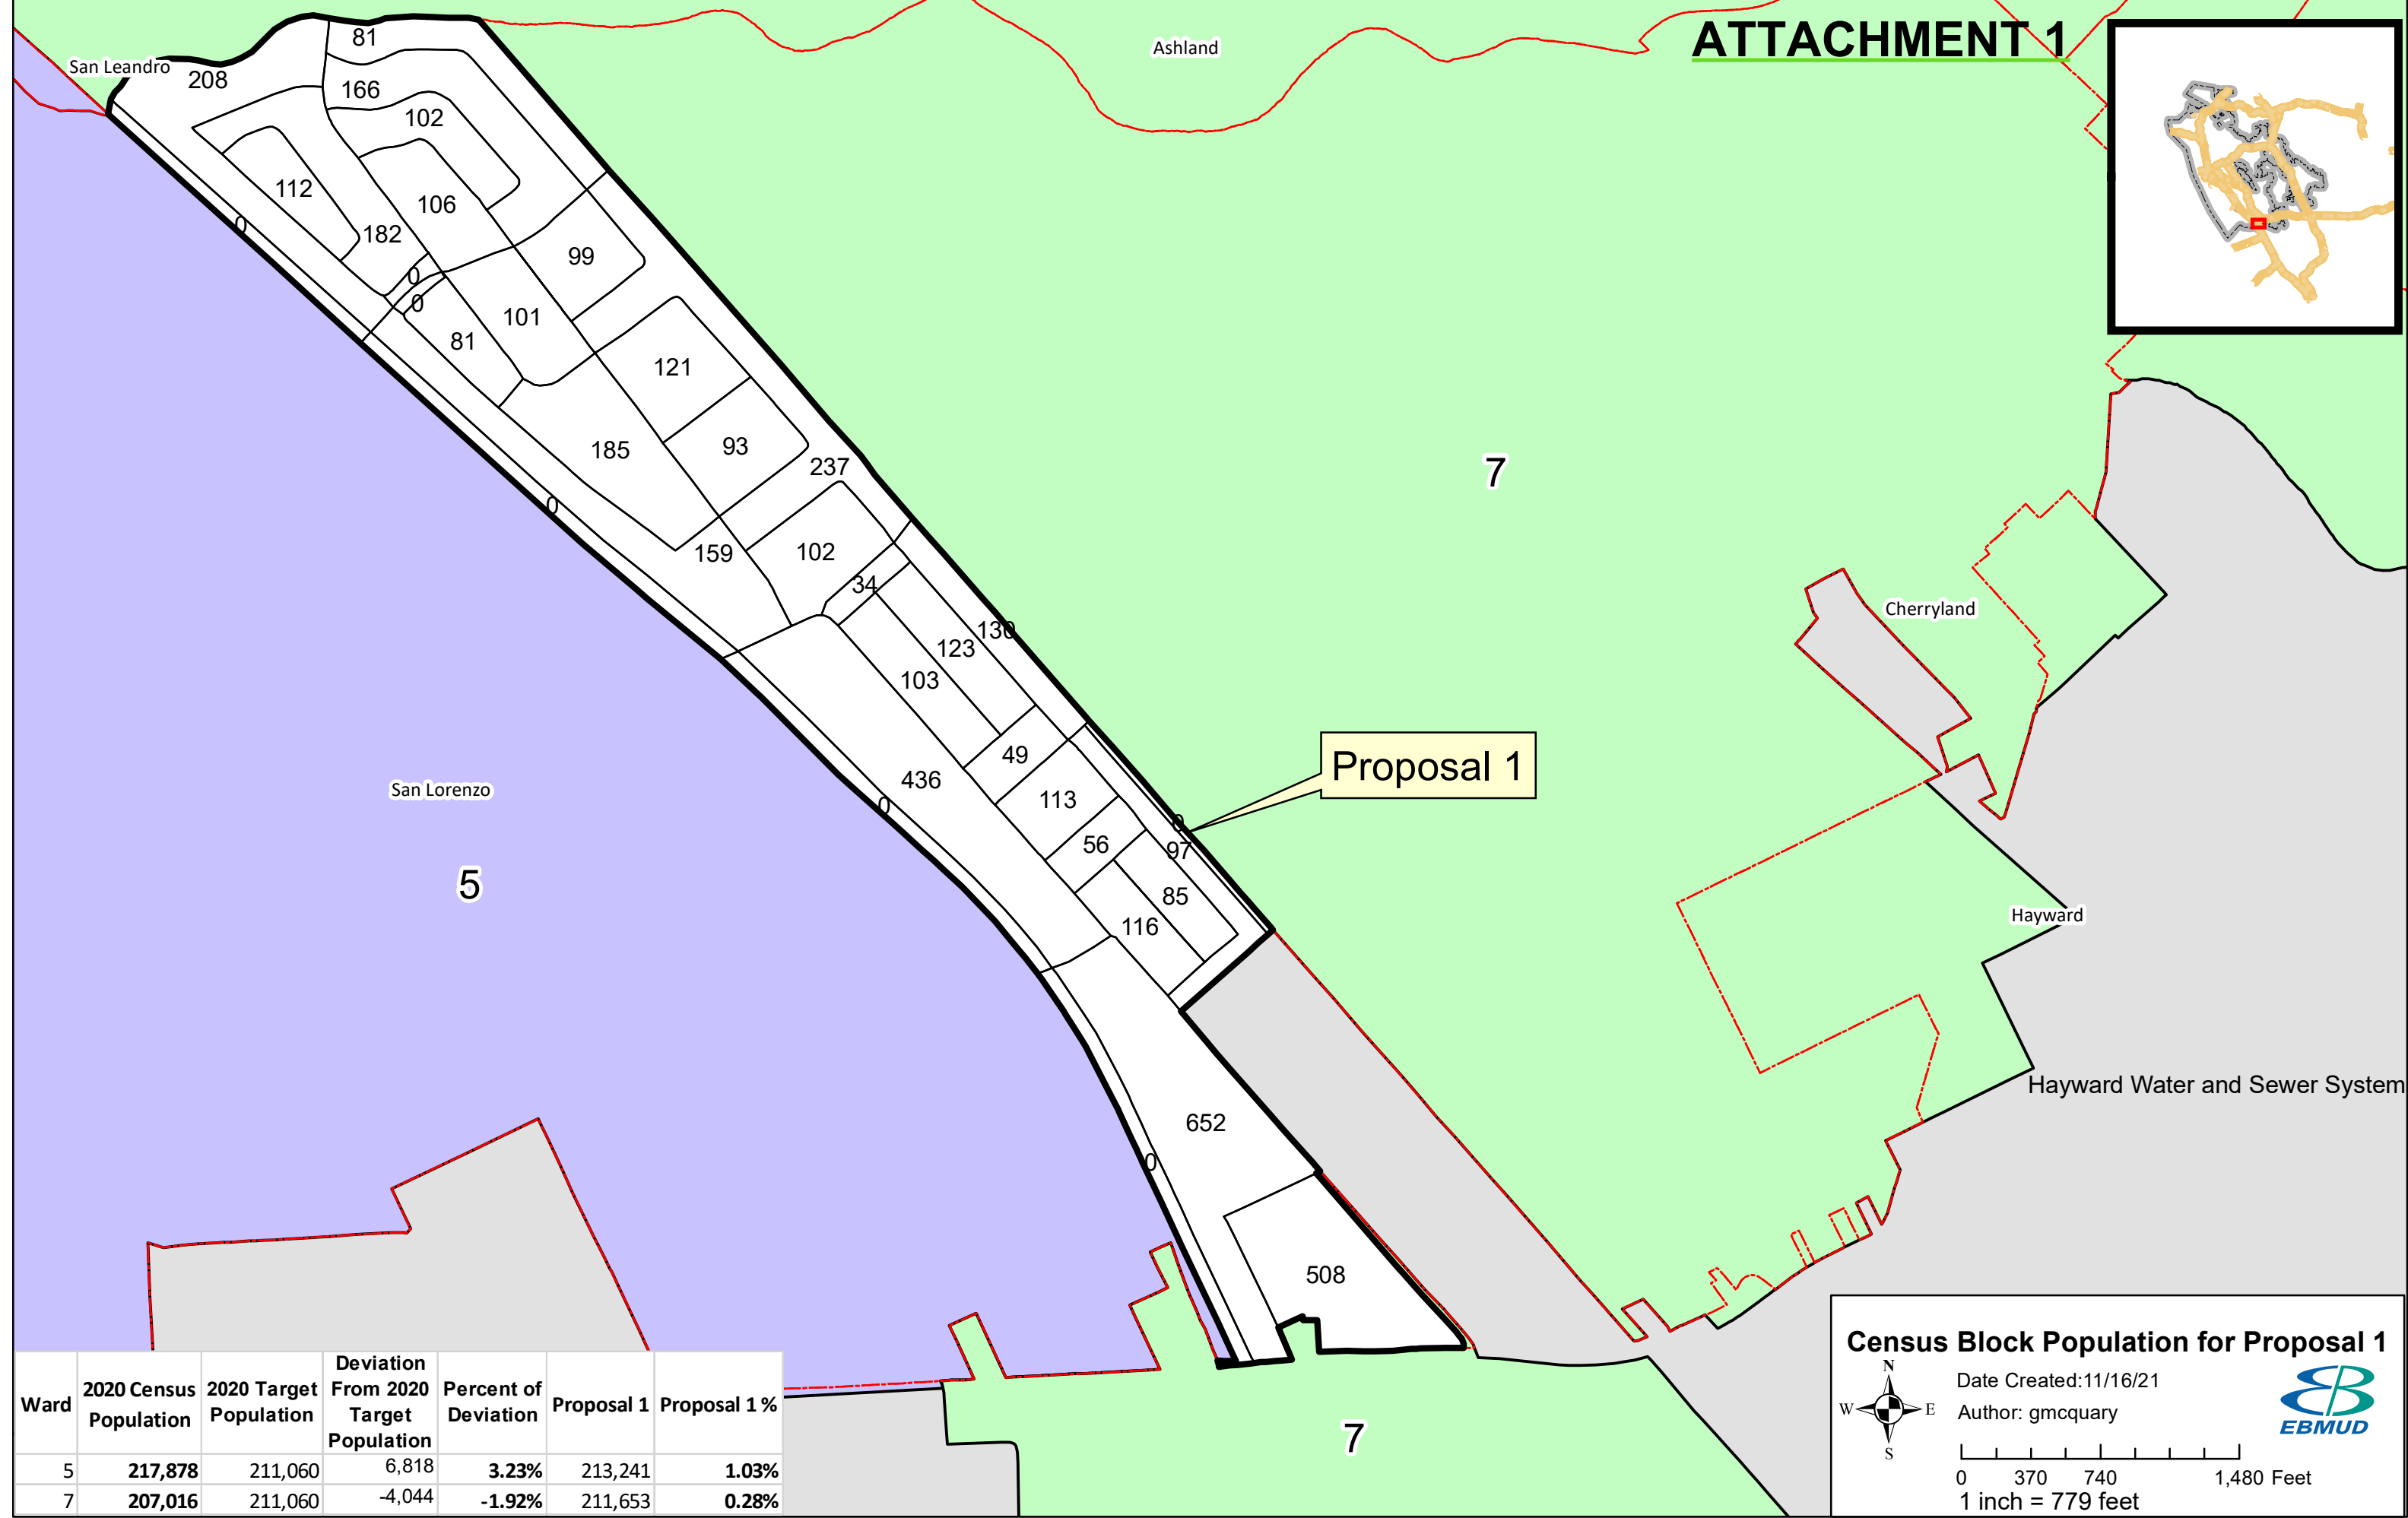 ATTACHMENT 1
Ashland
San Leandro
81
208
166
102
112
106
182
0
99
0
0
101
81
121
185
93
237
0
159
102
34
130
123
103
49
436
113
0
0
56
97
85
116
652
0
508
7
Cherryland
Proposal 1
San Lorenzo
5
Hayward
Hayward Water and Sewer System
7
Ward 2020 Census Population 2020 Target Population Deviation From 2020 Target Population Percent of Deviation Proposal 1 Proposal 1 %
5 217,878 211,060 6,818 3.23% 213,241 1.03%
7 207,016 211,060 -4,044 -1.92% 211,653 0.28%
Census Block Population for Proposal 1
N
W E
S
Date Created:11/16/21
Author: gmcquary
EBMUD
0 370 740 1,480 Feet
1 inch = 779 feet